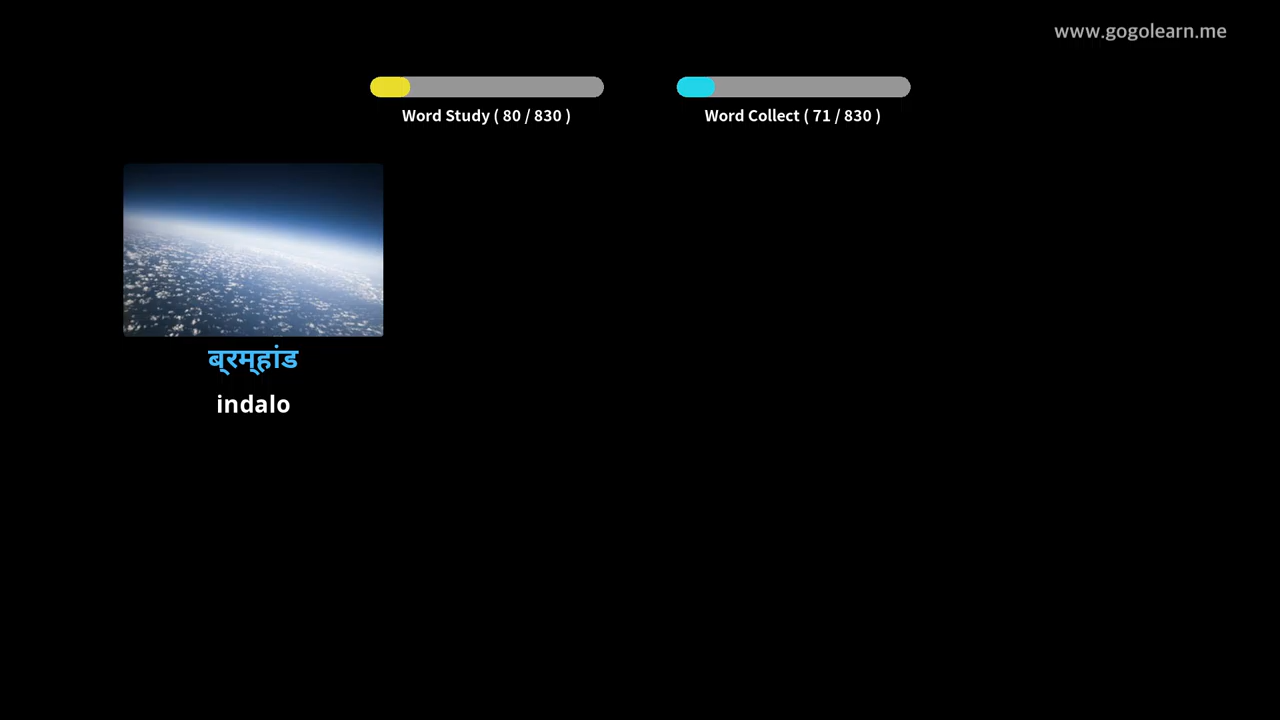 www.gogolearn.me
Word Study ( 80 / 830 )
Word Collect ( 71 / 830 )
ब्रम्हांड
indalo